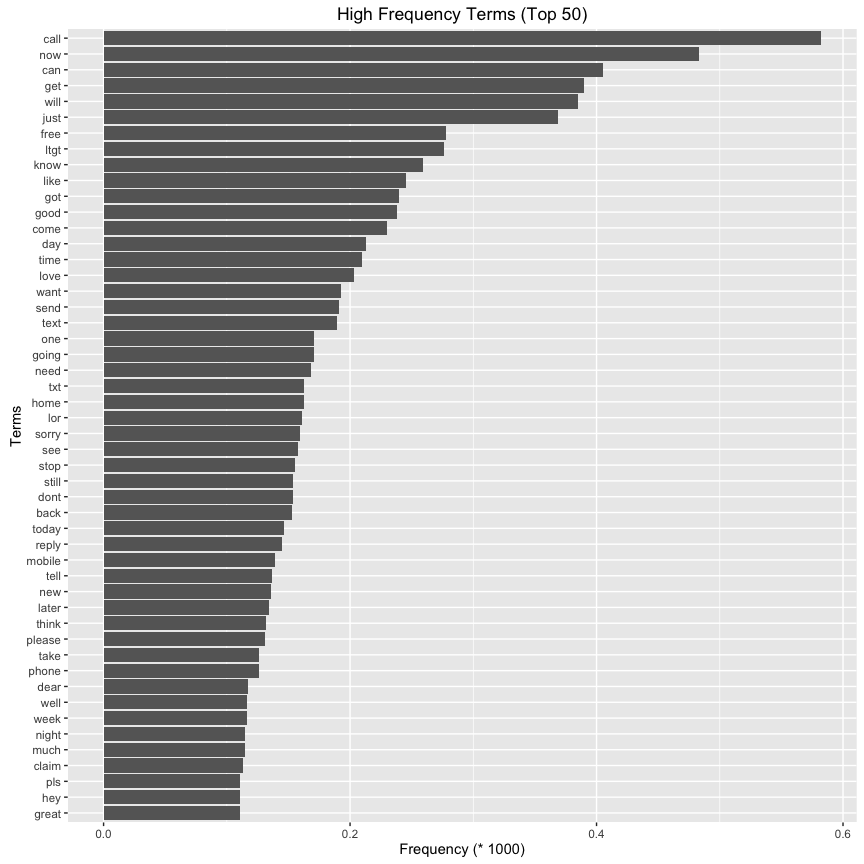 High Frequency Terms (Top 50)
call
now
can
get
will
just
free
ltgt
know
like
got
good
come
day
time
love
want
send
text
one
going
need
txt
home
lor
sorry
see
stop
still
dont
back
today
reply
mobile
tell
new
later
think
please
take
phone
dear
well
week
night
much
claim
pls
hey
great
Terms
0.0 0.2 0.4 0.6
Frequency (* 1000)